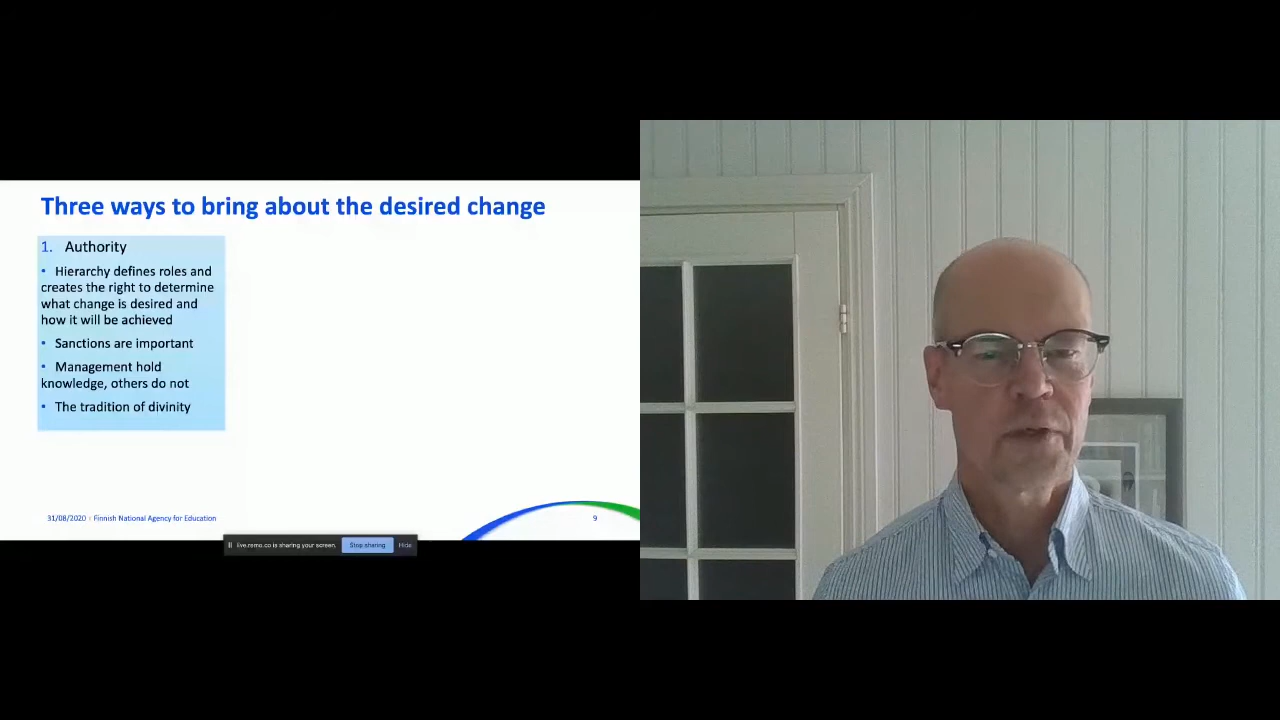 Three ways to bring about the desired change
1. Authority
• Hierarchy defines roles and
creates the right to determine
what change is desired and
how it will be achieved
• Sanctions are important
• Management hold
knowledge, others do not
• The tradition of divinity
31/08/2020 | Finnish National Agency for Education
9
live.remo.co is sharing your screen.
Stop sharing
Hide